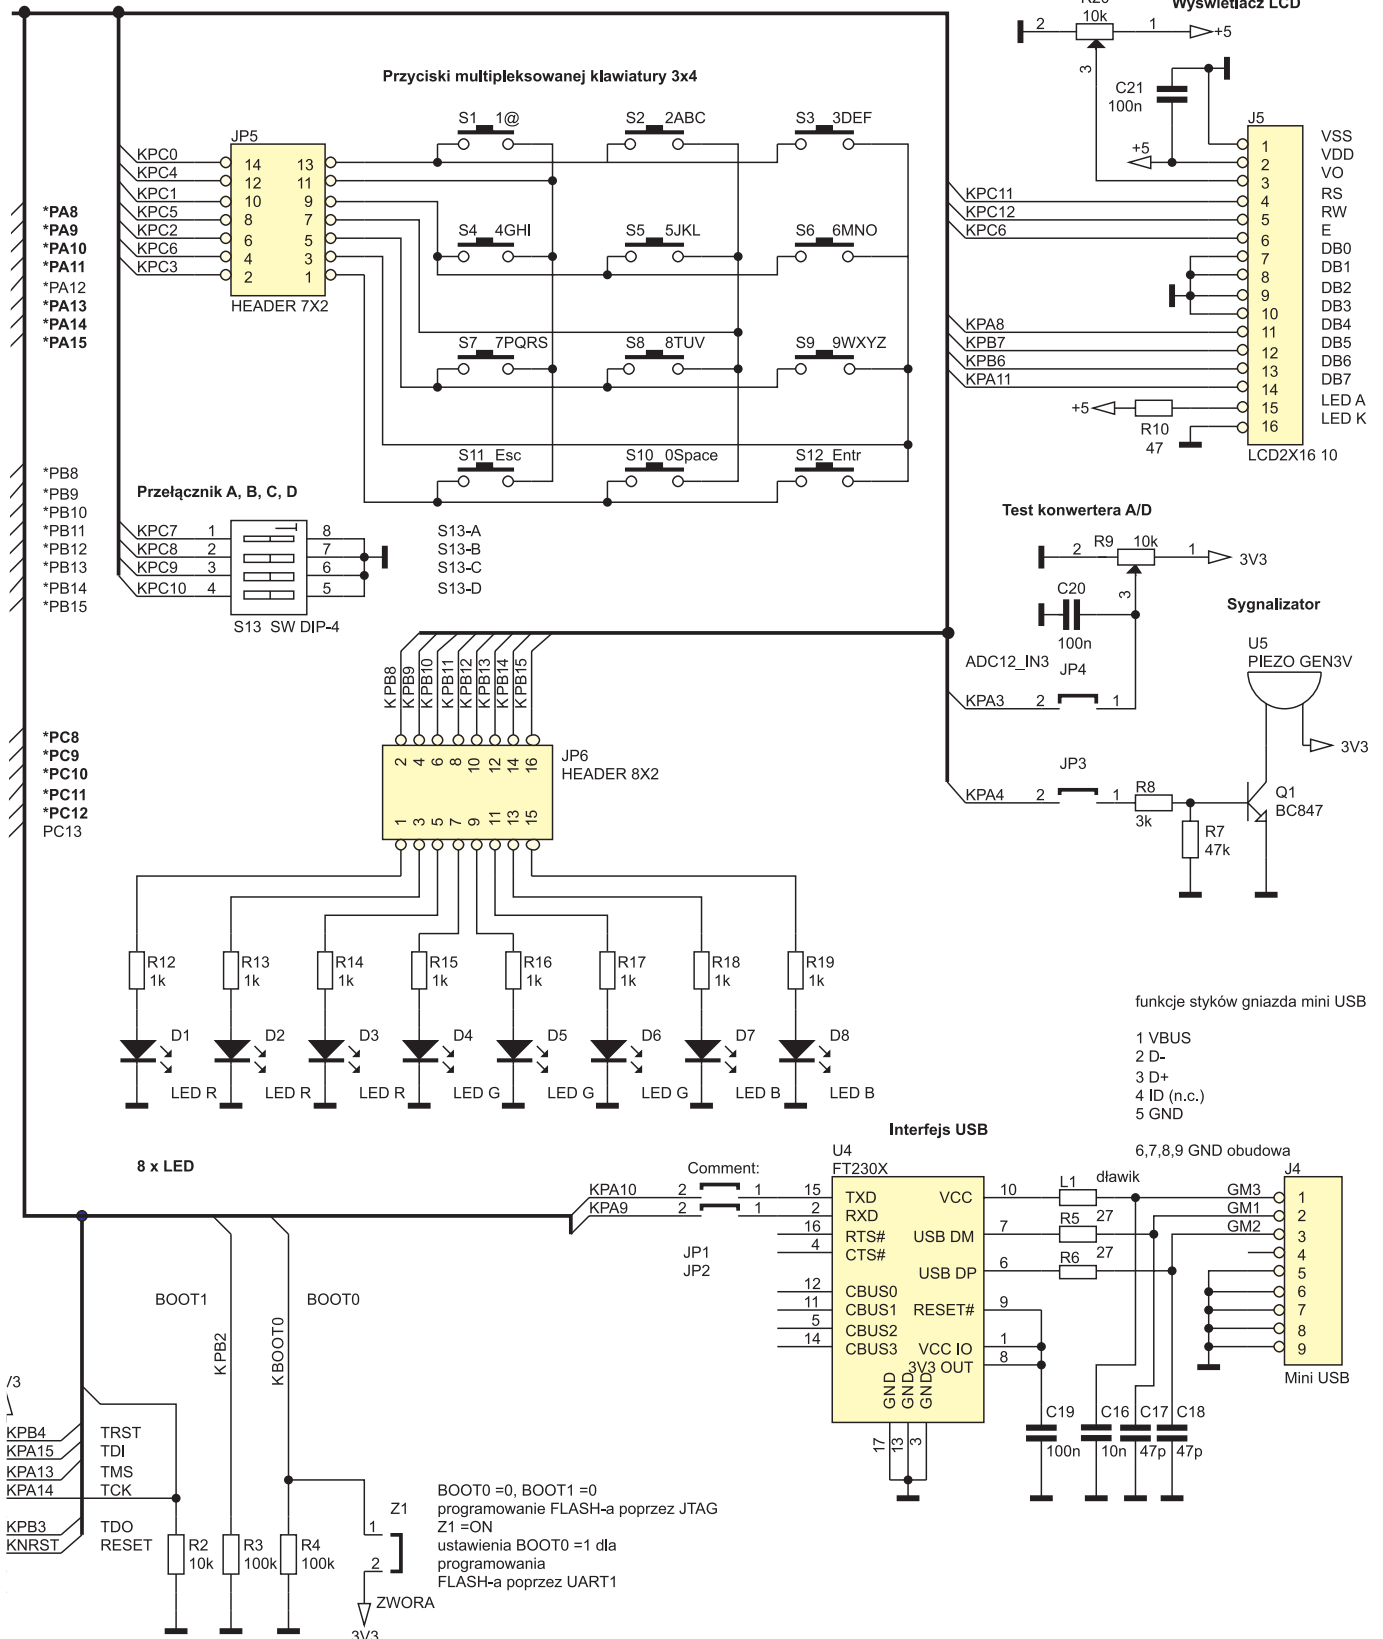 Wyświetlacz LCD
10k
2
1
+5
3
C21
100n
+5
J5
1
2
3
4
5
6
7
8
9
10
11
12
13
14
15
16
VSS
VDD
VO
RS
RW
E
DB0
DB1
DB2
DB3
DB4
DB5
DB6
DB7
LED A
LED K
KPC11
KPC12
KPC6
KPA8
KPB7
KPB6
KPA11
+5
R10
47
LCD2X16 10
Przyciski multipleksowanej klawiatury 3x4
JP5
KPC0
KPC4
KPC1
KPC5
KPC2
KPC6
KPC3
14 13
12 11
10 9
8 7
6 5
4 3
2 1
HEADER 7X2
S1 1@
S2 2ABC
S3 3DEF
S4 4GHI
S5 5JKL
S6 6MNO
S7 7PQRS
S8 8TUV
S9 9WXYZ
S11 Esc
S10 0Space
S12 Entr
*PA8
*PA9
*PA10
*PA11
*PA12
*PA13
*PA14
*PA15
*PB8
*PB9
*PB10
*PB11
*PB12
*PB13
*PB14
*PB15
*PC8
*PC9
*PC10
*PC11
*PC12
PC13
Przełącznik A, B, C, D
KPC7 1 8 S13-A
KPC8 2 7 S13-B
KPC9 3 6 S13-C
KPC10 4 5 S13-D
S13 SW DIP-4
Test konwertera A/D
R9 10k
2
1
3V3
3
C20
100n
ADC12_IN3
JP4
KPA3 2 1
Sygnalizator
U5
PIEZO GEN3V
3V3
JP3
KPA4 2 1
R8
3k
R7
47k
Q1
BC847
KPB8
KPB9
KPB10
KPB11
KPB12
KPB13
KPB14
KPB15
2 4 6 8 10 12 14 16
1 3 5 7 9 11 13 15
JP6
HEADER 8X2
R12
1k
R13
1k
R14
1k
R15
1k
R16
1k
R17
1k
R18
1k
R19
1k
D1
LED R
D2
LED R
D3
LED R
D4
LED G
D5
LED G
D6
LED G
D7
LED B
D8
LED B
8 x LED
funkcje styków gniazda mini USB
1 VBUS
2 D-
3 D+
4 ID (n.c.)
5 GND
6,7,8,9 GND obudowa
Interfejs USB
U4
FT230X
Comment:
KPA10 2 1
KPA9 2 1
JP1
JP2
15 TXD
2 RXD
16 RTS#
4 CTS#
12 CBUS0
11 CBUS1
5 CBUS2
14 CBUS3
VCC 10
USB DM 7
USB DP 6
RESET# 9
VCC IO 1
3V3 OUT 8
GND GND GND
17 13 3
L1 dławik
R5 27
R6 27
GM3
GM1
GM2
J4
1
2
3
4
5
6
7
8
9
Mini USB
C19
100n
C16
10n
C17
47p
C18
47p
BOOT1
BOOT0
KPB2
KBOOT0
KPB4 TRST
KPA15 TDI
KPA13 TMS
KPA14 TCK
KPB3 TDO
KNRST RESET
R2
10k
R3
100k
R4
100k
Z1
1
2
ZWORA
3V3
BOOT0 =0, BOOT1 =0
programowanie FLASH-a poprzez JTAG
Z1 =ON
ustawienia BOOT0 =1 dla
programowania
FLASH-a poprzez UART1